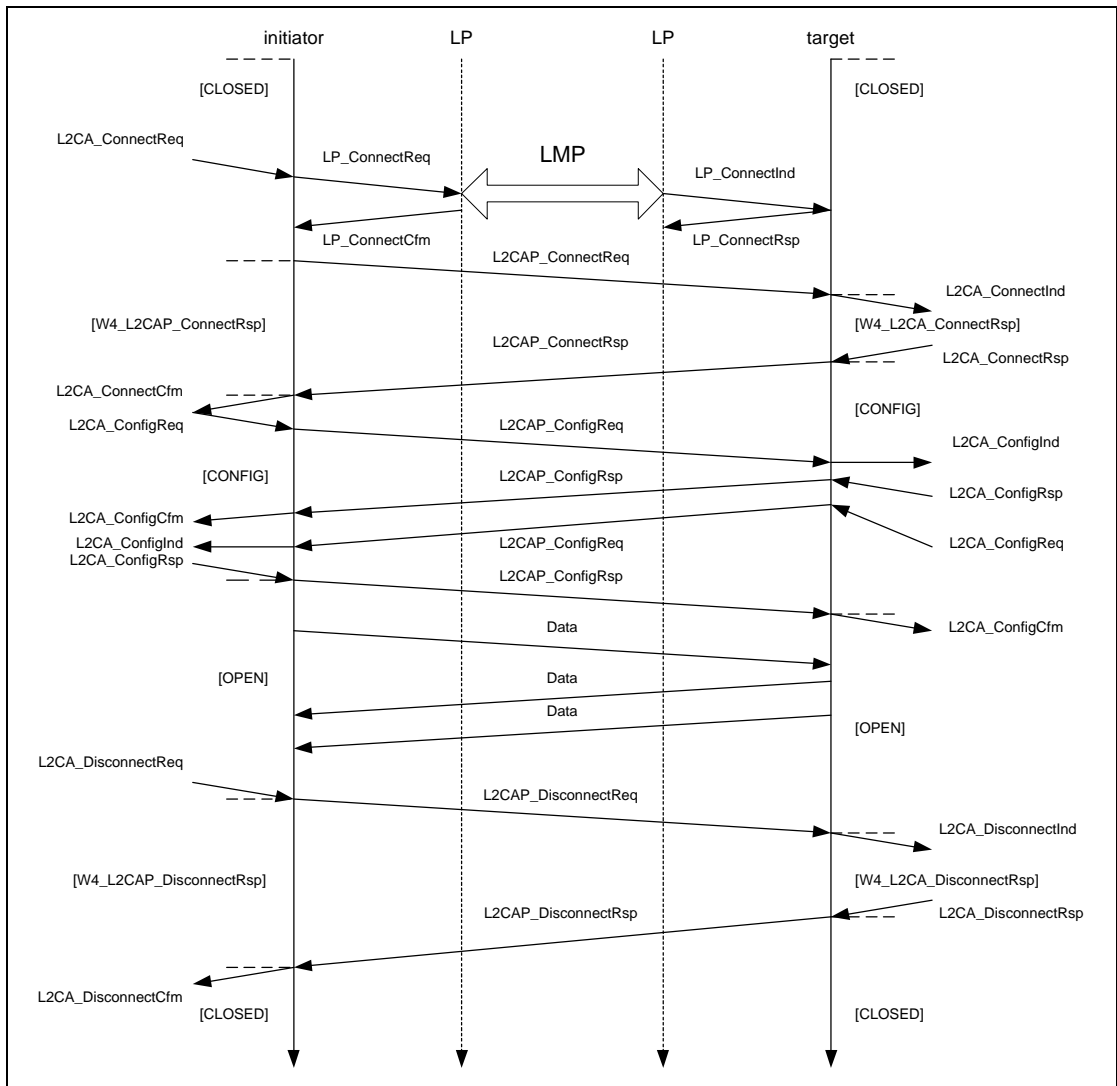 initiator LP LP target
[CLOSED] [CLOSED]
L2CA_ConnectReq
LP_ConnectReq LMP LP_ConnectInd
LP_ConnectCfm LP_ConnectRsp
L2CAP_ConnectReq
L2CA_ConnectInd
[W4_L2CAP_ConnectRsp] [W4_L2CA_ConnectRsp]
L2CAP_ConnectRsp
L2CA_ConnectRsp
L2CA_ConnectCfm
[CONFIG]
L2CA_ConfigReq L2CAP_ConfigReq
L2CA_ConfigInd
[CONFIG] L2CAP_ConfigRsp
L2CA_ConfigRsp
L2CA_ConfigCfm
L2CA_ConfigInd L2CAP_ConfigReq L2CA_ConfigReq
L2CA_ConfigRsp
L2CAP_ConfigRsp
Data L2CA_ConfigCfm
[OPEN] Data
Data
[OPEN]
L2CA_DisconnectReq
L2CAP_DisconnectReq
L2CA_DisconnectInd
[W4_L2CAP_DisconnectRsp] [W4_L2CA_DisconnectRsp]
L2CAP_DisconnectRsp L2CA_DisconnectRsp
L2CA_DisconnectCfm
[CLOSED] [CLOSED]